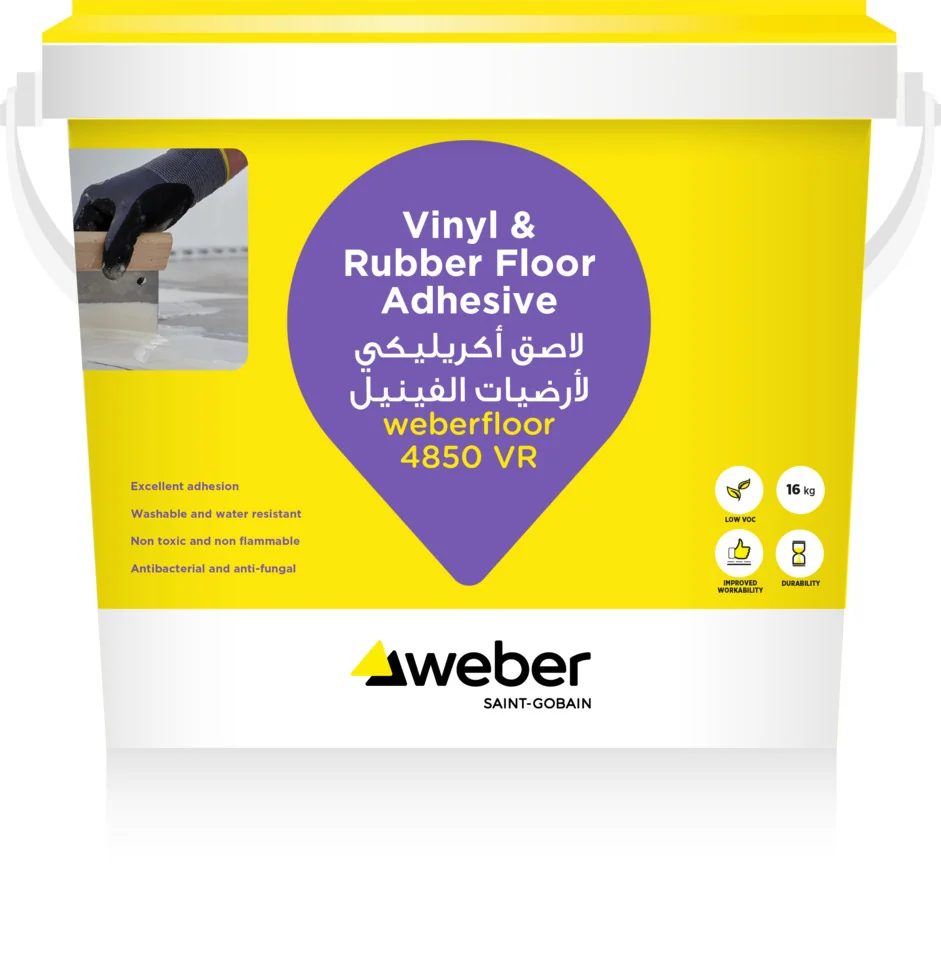 Vinyl &
Rubber Floor
Adhesive
لاصق أكريليكي
لأرضيات الفينيل
weberfloor
4850 VR
Excellent adhesion
Washable and water resistant
Non toxic and non flammable
Antibacterial and anti-fungal
LOW VOC
16 kg
IMPROVED
WORKABILITY
DURABILITY
weber
SAINT-GOBAIN